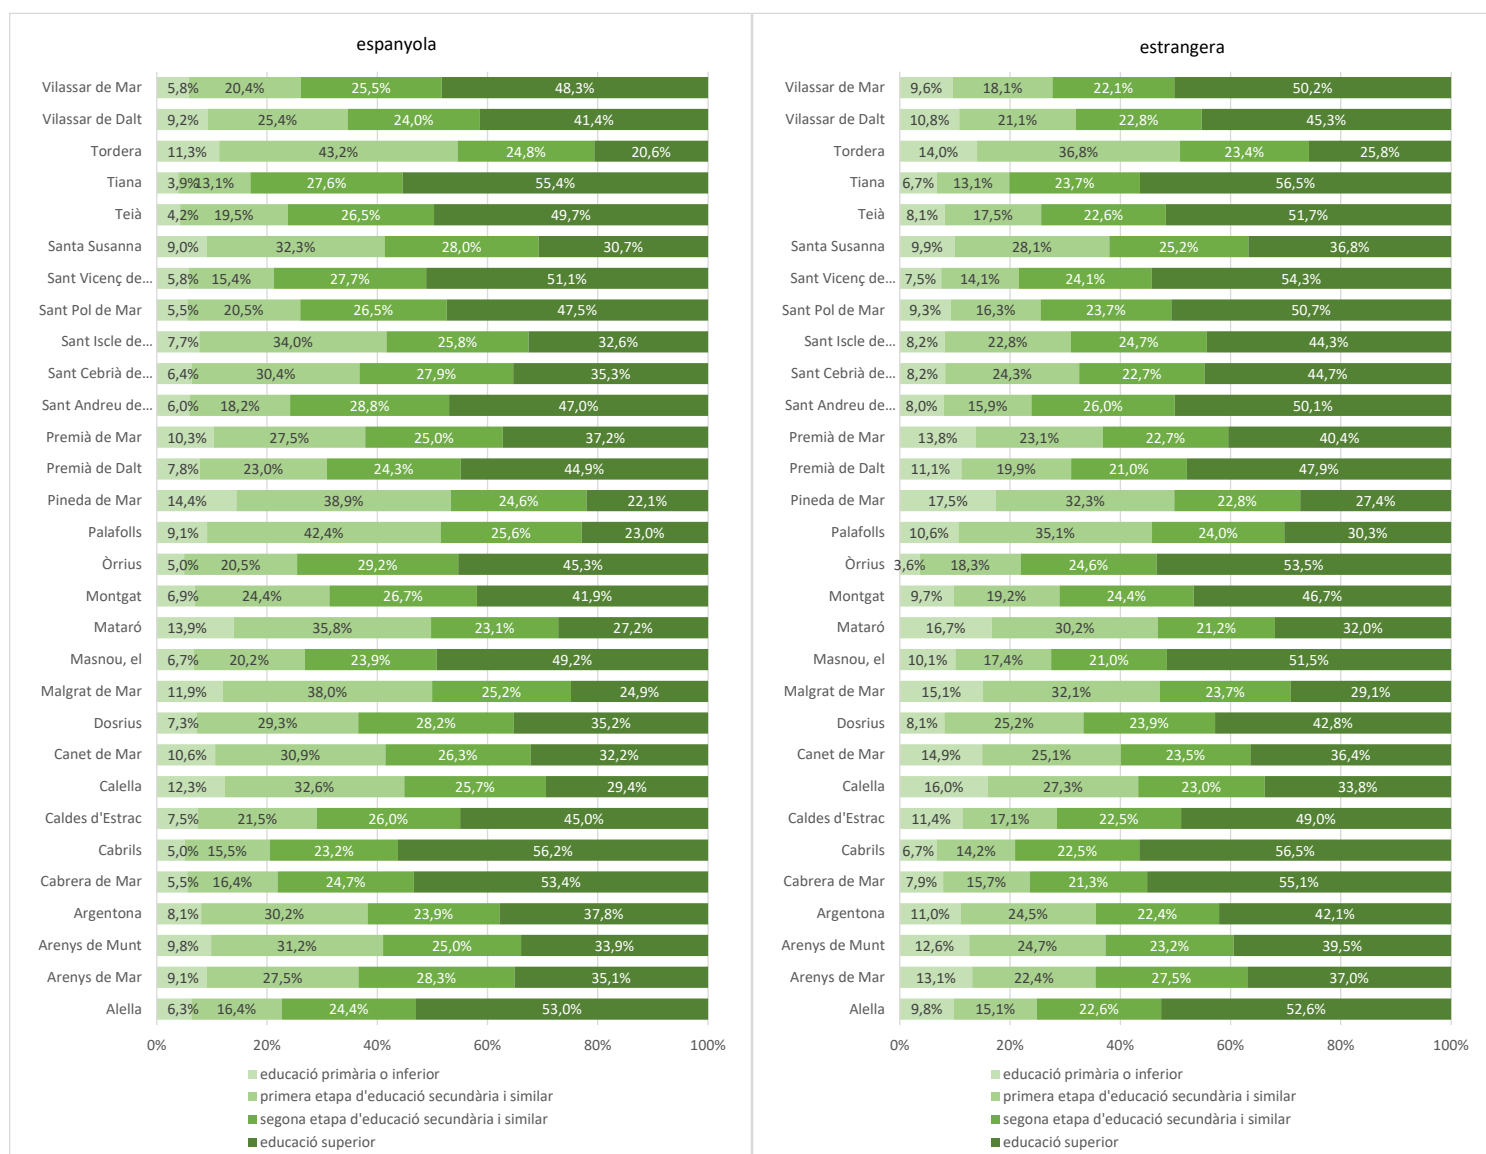 espanyola
Vilassar de Mar 5,8% 20,4% 25,5% 48,3%
Vilassar de Dalt 9,2% 25,4% 24,0% 41,4%
Tordera 11,3% 43,2% 24,8% 20,6%
Tiana 3,9% 13,1% 27,6% 55,4%
Teià 4,2% 19,5% 26,5% 49,7%
Santa Susanna 9,0% 32,3% 28,0% 30,7%
Sant Vicenç de... 5,8% 15,4% 27,7% 51,1%
Sant Pol de Mar 5,5% 20,5% 26,5% 47,5%
Sant Iscle de... 7,7% 34,0% 25,8% 32,6%
Sant Cebrià de... 6,4% 30,4% 27,9% 35,3%
Sant Andreu de... 6,0% 18,2% 28,8% 47,0%
Premià de Mar 10,3% 27,5% 25,0% 37,2%
Premià de Dalt 7,8% 23,0% 24,3% 44,9%
Pineda de Mar 14,4% 38,9% 24,6% 22,1%
Palafolls 9,1% 42,4% 25,6% 23,0%
Òrrius 5,0% 20,5% 29,2% 45,3%
Montgat 6,9% 24,4% 26,7% 41,9%
Mataró 13,9% 35,8% 23,1% 27,2%
Masnou, el 6,7% 20,2% 23,9% 49,2%
Malgrat de Mar 11,9% 38,0% 25,2% 24,9%
Dosrius 7,3% 29,3% 28,2% 35,2%
Canet de Mar 10,6% 30,9% 26,3% 32,2%
Calella 12,3% 32,6% 25,7% 29,4%
Caldes d'Estrac 7,5% 21,5% 26,0% 45,0%
Cabrils 5,0% 15,5% 23,2% 56,2%
Cabrera de Mar 5,5% 16,4% 24,7% 53,4%
Argentona 8,1% 30,2% 23,9% 37,8%
Arenys de Munt 9,8% 31,2% 25,0% 33,9%
Arenys de Mar 9,1% 27,5% 28,3% 35,1%
Alella 6,3% 16,4% 24,4% 53,0%
0% 20% 40% 60% 80% 100%
educació primària o inferior
primera etapa d'educació secundària i similar
segona etapa d'educació secundària i similar
educació superior
estrangera
Vilassar de Mar 9,6% 18,1% 22,1% 50,2%
Vilassar de Dalt 10,8% 21,1% 22,8% 45,3%
Tordera 14,0% 36,8% 23,4% 25,8%
Tiana 6,7% 13,1% 23,7% 56,5%
Teià 8,1% 17,5% 22,6% 51,7%
Santa Susanna 9,9% 28,1% 25,2% 36,8%
Sant Vicenç de... 7,5% 14,1% 24,1% 54,3%
Sant Pol de Mar 9,3% 16,3% 23,7% 50,7%
Sant Iscle de... 8,2% 22,8% 24,7% 44,3%
Sant Cebrià de... 8,2% 24,3% 22,7% 44,7%
Sant Andreu de... 8,0% 15,9% 26,0% 50,1%
Premià de Mar 13,8% 23,1% 22,7% 40,4%
Premià de Dalt 11,1% 19,9% 21,0% 47,9%
Pineda de Mar 17,5% 32,3% 22,8% 27,4%
Palafolls 10,6% 35,1% 24,0% 30,3%
Òrrius 3,6% 18,3% 24,6% 53,5%
Montgat 9,7% 19,2% 24,4% 46,7%
Mataró 16,7% 30,2% 21,2% 32,0%
Masnou, el 10,1% 17,4% 21,0% 51,5%
Malgrat de Mar 15,1% 32,1% 23,7% 29,1%
Dosrius 8,1% 25,2% 23,9% 42,8%
Canet de Mar 14,9% 25,1% 23,5% 36,4%
Calella 16,0% 27,3% 23,0% 33,8%
Caldes d'Estrac 11,4% 17,1% 22,5% 49,0%
Cabrils 6,7% 14,2% 22,5% 56,5%
Cabrera de Mar 7,9% 15,7% 21,3% 55,1%
Argentona 11,0% 24,5% 22,4% 42,1%
Arenys de Munt 12,6% 24,7% 23,2% 39,5%
Arenys de Mar 13,1% 22,4% 27,5% 37,0%
Alella 9,8% 15,1% 22,6% 52,6%
0% 20% 40% 60% 80% 100%
educació primària o inferior
primera etapa d'educació secundària i similar
segona etapa d'educació secundària i similar
educació superior